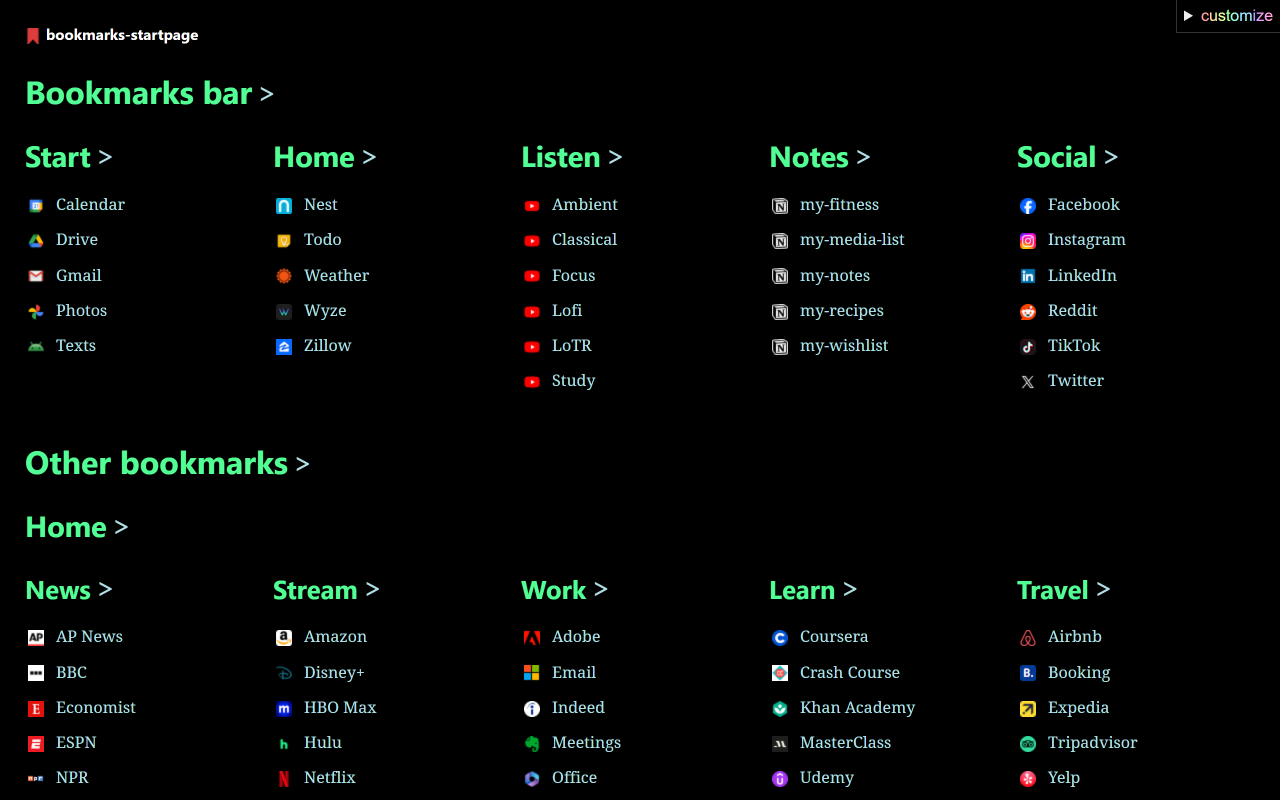 bookmarks-startpage
▶ customize
Bookmarks bar >
Start >
Calendar
Drive
Gmail
Photos
Texts
Home >
Nest
Todo
Weather
Wyze
Zillow
Listen >
Ambient
Classical
Focus
Lofi
LoTR
Study
Notes >
my-fitness
my-media-list
my-notes
my-recipes
my-wishlist
Social >
Facebook
Instagram
LinkedIn
Reddit
TikTok
Twitter
Other bookmarks >
Home >
News >
AP News
BBC
Economist
ESPN
NPR
Stream >
Amazon
Disney+
HBO Max
Hulu
Netflix
Work >
Adobe
Email
Indeed
Meetings
Office
Learn >
Coursera
Crash Course
Khan Academy
MasterClass
Udemy
Travel >
Airbnb
Booking
Expedia
Tripadvisor
Yelp